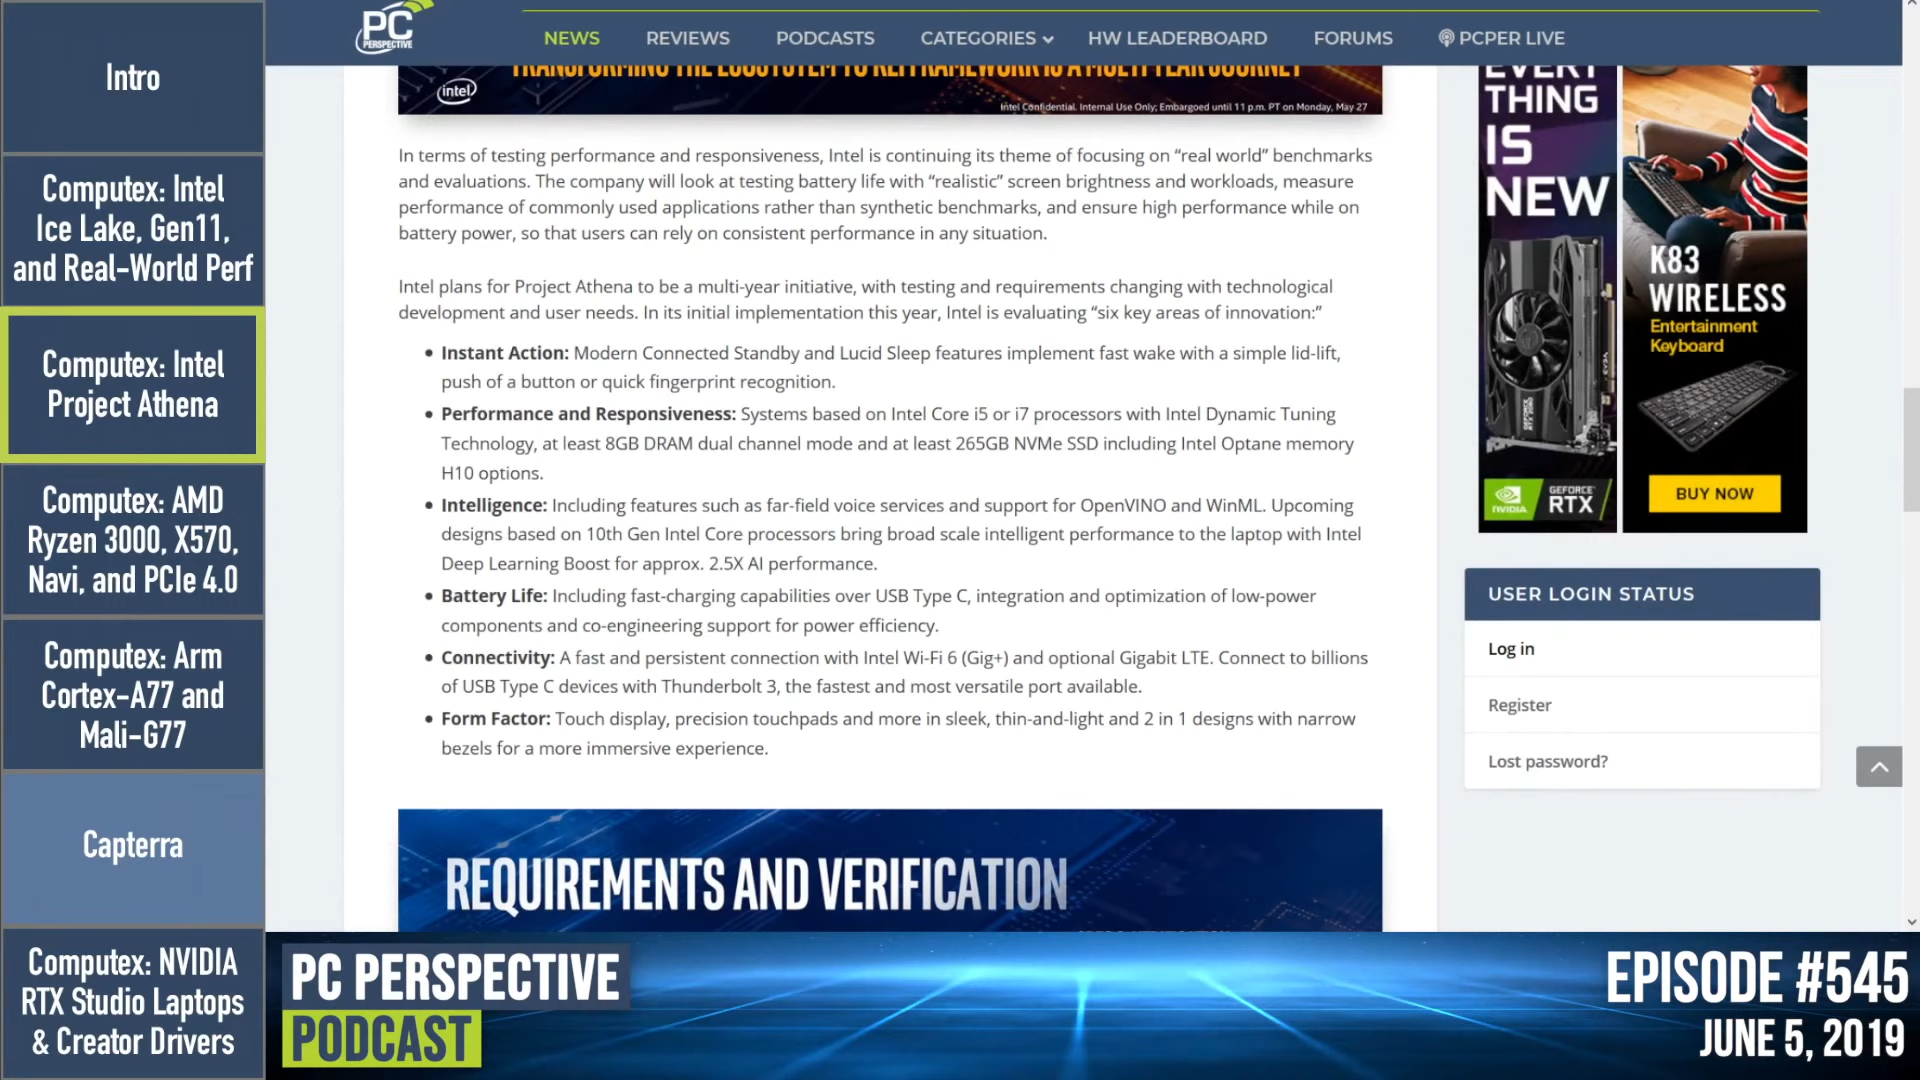 Intro
Computex: Intel
Ice Lake, Gen11,
and Real-World Perf
Computex: Intel
Project Athena
Computex: AMD
Ryzen 3000, X570,
Navi, and PCIe 4.0
Computex: Arm
Cortex-A77 and
Mali-G77
Capterra
Computex: NVIDIA
RTX Studio Laptops
& Creator Drivers
PC
PERSPECTIVE
NEWS
REVIEWS
PODCASTS
CATEGORIES
HW LEADERBOARD
FORUMS
PCPER LIVE
TRANSFORMING THE ECOSYSTEM TO KEI FRAMEWORK IS A MULTI YEAR JOURNEY
intel
Intel Confidential. Internal Use Only; Embargoed until 11 p.m. PT on Monday, May 27
In terms of testing performance and responsiveness, Intel is continuing its theme of focusing on “real world” benchmarks
and evaluations. The company will look at testing battery life with “realistic” screen brightness and workloads, measure
performance of commonly used applications rather than synthetic benchmarks, and ensure high performance while on
battery power, so that users can rely on consistent performance in any situation.
Intel plans for Project Athena to be a multi-year initiative, with testing and requirements changing with technological
development and user needs. In its initial implementation this year, Intel is evaluating “six key areas of innovation:”
• Instant Action: Modern Connected Standby and Lucid Sleep features implement fast wake with a simple lid-lift,
push of a button or quick fingerprint recognition.
• Performance and Responsiveness: Systems based on Intel Core i5 or i7 processors with Intel Dynamic Tuning
Technology, at least 8GB DRAM dual channel mode and at least 265GB NVMe SSD including Intel Optane memory
H10 options.
• Intelligence: Including features such as far-field voice services and support for OpenVINO and WinML. Upcoming
designs based on 10th Gen Intel Core processors bring broad scale intelligent performance to the laptop with Intel
Deep Learning Boost for approx. 2.5X AI performance.
• Battery Life: Including fast-charging capabilities over USB Type C, integration and optimization of low-power
components and co-engineering support for power efficiency.
• Connectivity: A fast and persistent connection with Intel Wi-Fi 6 (Gig+) and optional Gigabit LTE. Connect to billions
of USB Type C devices with Thunderbolt 3, the fastest and most versatile port available.
• Form Factor: Touch display, precision touchpads and more in sleek, thin-and-light and 2 in 1 designs with narrow
bezels for a more immersive experience.
REQUIREMENTS AND VERIFICATION
EVERY
THING
IS
NEW
NVIDIA
GEFORCE
RTX
K83
WIRELESS
Entertainment
Keyboard
BUY NOW
USER LOGIN STATUS
Log in
Register
Lost password?
PC PERSPECTIVE
PODCAST
EPISODE #545
JUNE 5, 2019